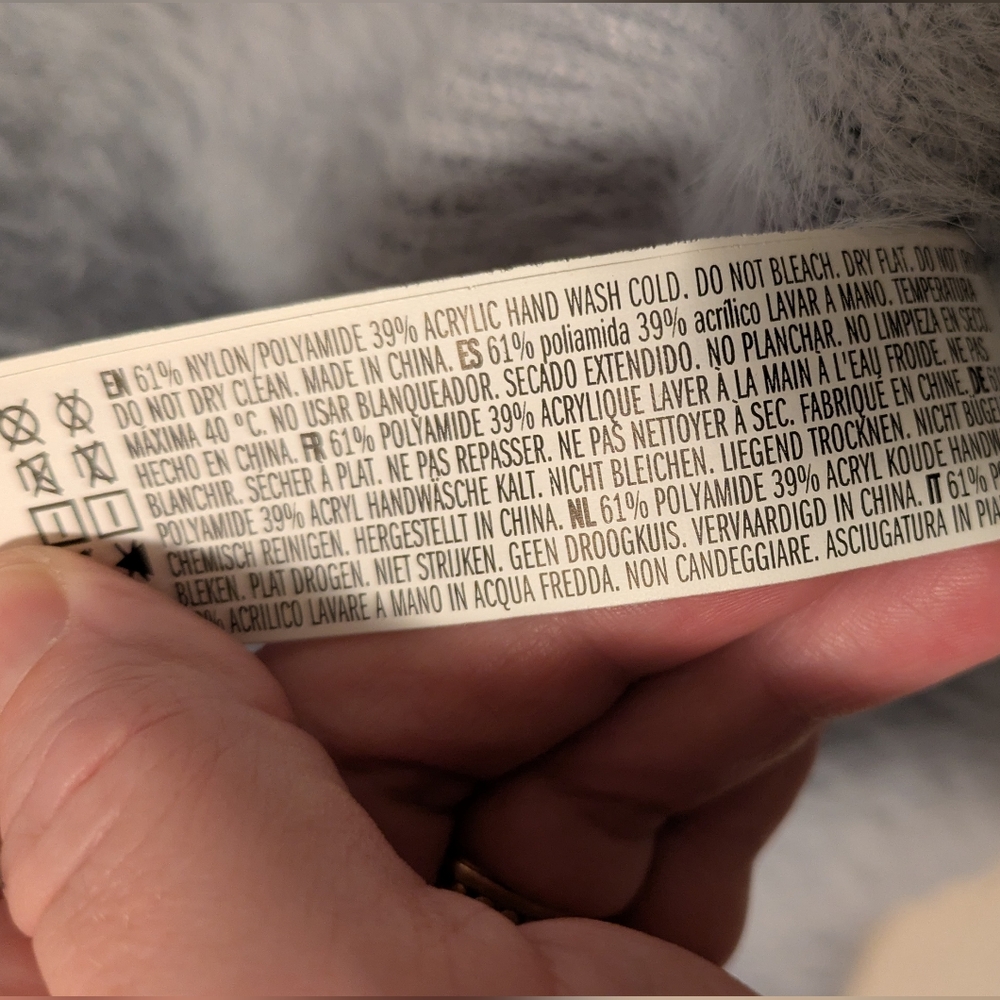 EN 61% NYLON/POLYAMIDE 39% ACRYLIC HAND WASH COLD. DO NOT BLEACH. DRY FLAT. DO NOT
DO NOT DRY CLEAN. MADE IN CHINA. ES 61% poliamida 39% acrílico LAVAR A MANO. TEMPERATURA
MÁXIMA 40 °C. NO USAR BLANQUEADOR. SECADO EXTENDIDO. NO PLANCHAR. NO LIMPIEZA EN SECO.
HECHO EN CHINA. FR 61% POLYAMIDE 39% ACRYLIQUE LAVER À LA MAIN À L'EAU FROIDE. NE PAS
BLANCHIR. SÉCHER À PLAT. NE PAS REPASSER. NE PAS NETTOYER À SEC. FABRIQUÉ EN CHINE. DE
POLYAMIDE 39% ACRYL HANDWÄSCHE KALT. NICHT BLEICHEN. LIEGEND TROCKNEN. NICHT
CHEMISCH REINIGEN. HERGESTELLT IN CHINA. NL 61% POLYAMIDE 39% ACRYL KOUDE
BLEKEN. PLAT DROGEN. NIET STRIJKEN. GEEN DROOGKUIS. VERVAARDIGD IN CHINA. IT 61%
ACRILICO LAVARE A MANO IN ACQUA FREDDA. NON CANDEGGIARE. ASCIUGATURA IN